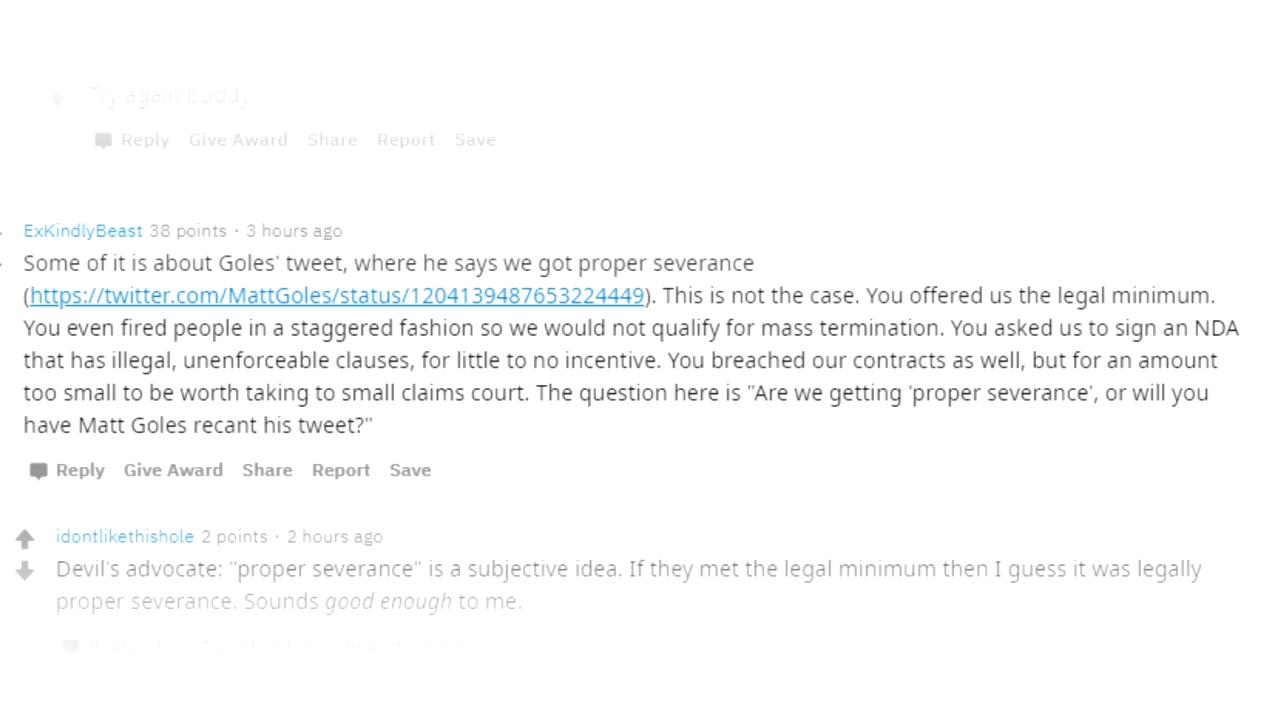 Try again buddy
Reply Give Award Share Report Save
ExKindlyBeast 38 points · 3 hours ago
Some of it is about Goles' tweet, where he says we got proper severance
(https://twitter.com/MattGoles/status/1204139487653224449). This is not the case. You offered us the legal minimum.
You even fired people in a staggered fashion so we would not qualify for mass termination. You asked us to sign an NDA
that has illegal, unenforceable clauses, for little to no incentive. You breached our contracts as well, but for an amount
too small to be worth taking to small claims court. The question here is "Are we getting 'proper severance', or will you
have Matt Goles recant his tweet?"
Reply Give Award Share Report Save
idontlikethishole 2 points · 2 hours ago
Devil's advocate: "proper severance" is a subjective idea. If they met the legal minimum then I guess it was legally
proper severance. Sounds good enough to me.